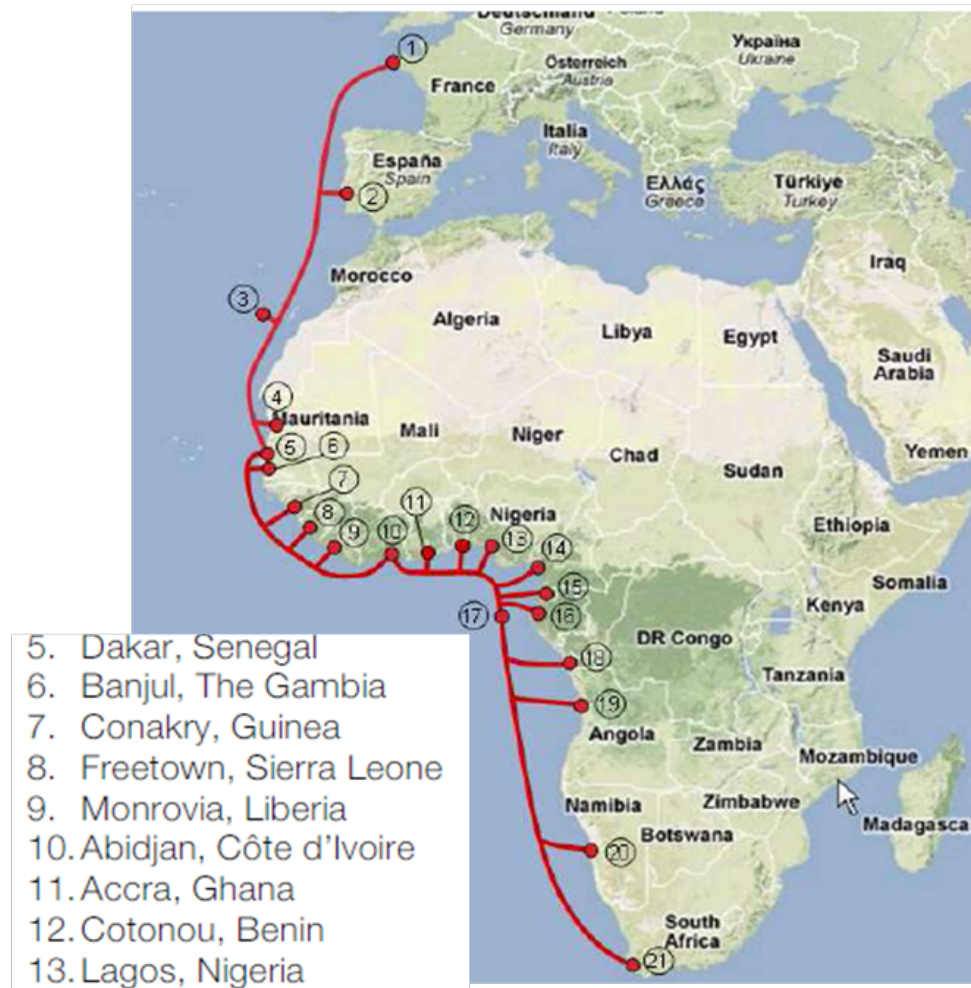 Deutschland
Germany
①
Україна
Ukraine
Österreich
Austria
France
Italia
Italy
España
Spain
②
Ελλάς
Greece
Türkiye
Turkey
Morocco
Iraq
③
Algeria
Libya
Egypt
Saudi
Arabia
④
Mauritania
Mali
Niger
Chad
Sudan
Yemen
⑤
⑥
⑦
⑧
⑨
⑩
⑪
⑫
Nigeria
⑬
⑭
Ethiopia
Somalia
⑮
⑯
⑰
Kenya
DR Congo
⑱
Tanzania
⑲
Angola
Zambia
Mozambique
Namibia
Zimbabwe
Botswana
Madagasca
⑳
South
Africa
㉑
5. Dakar, Senegal
6. Banjul, The Gambia
7. Conakry, Guinea
8. Freetown, Sierra Leone
9. Monrovia, Liberia
10. Abidjan, Côte d’Ivoire
11. Accra, Ghana
12. Cotonou, Benin
13. Lagos, Nigeria